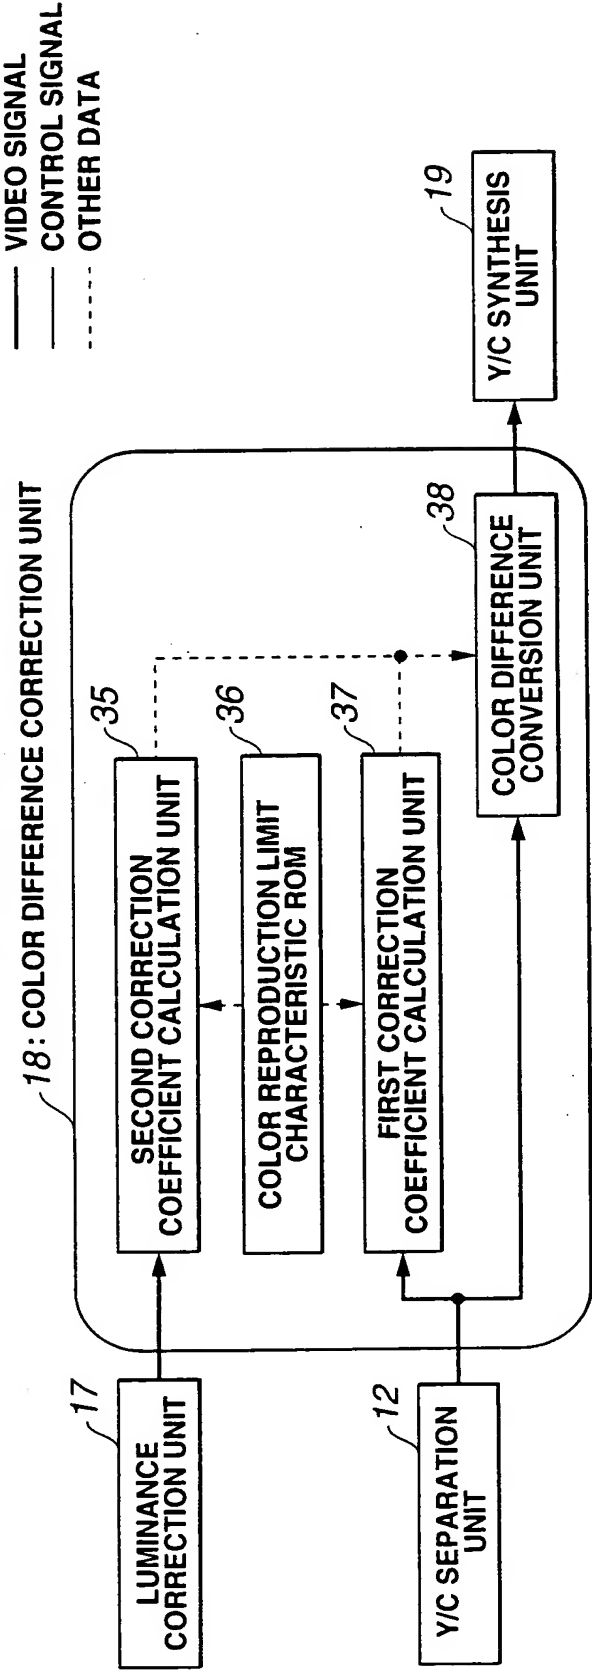 VIDEO SIGNAL
CONTROL SIGNAL
OTHER DATA
18: COLOR DIFFERENCE CORRECTION UNIT
17
LUMINANCE
CORRECTION UNIT
35
SECOND CORRECTION
COEFFICIENT CALCULATION UNIT
36
COLOR REPRODUCTION LIMIT
CHARACTERISTIC ROM
37
FIRST CORRECTION
COEFFICIENT CALCULATION UNIT
12
Y/C SEPARATION
UNIT
38
COLOR DIFFERENCE
CONVERSION UNIT
19
Y/C SYNTHESIS
UNIT